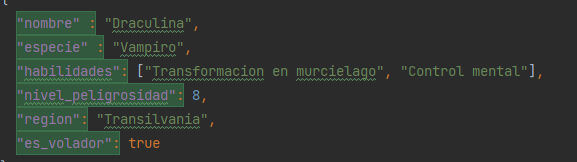 {
"nombre" : "Draculina",
"especie" : "Vampiro",
"habilidades": ["Transformacion en murcielago", "Control mental"],
"nivel_peligrosidad": 8,
"region": "Transilvania",
"es_volador": true
}